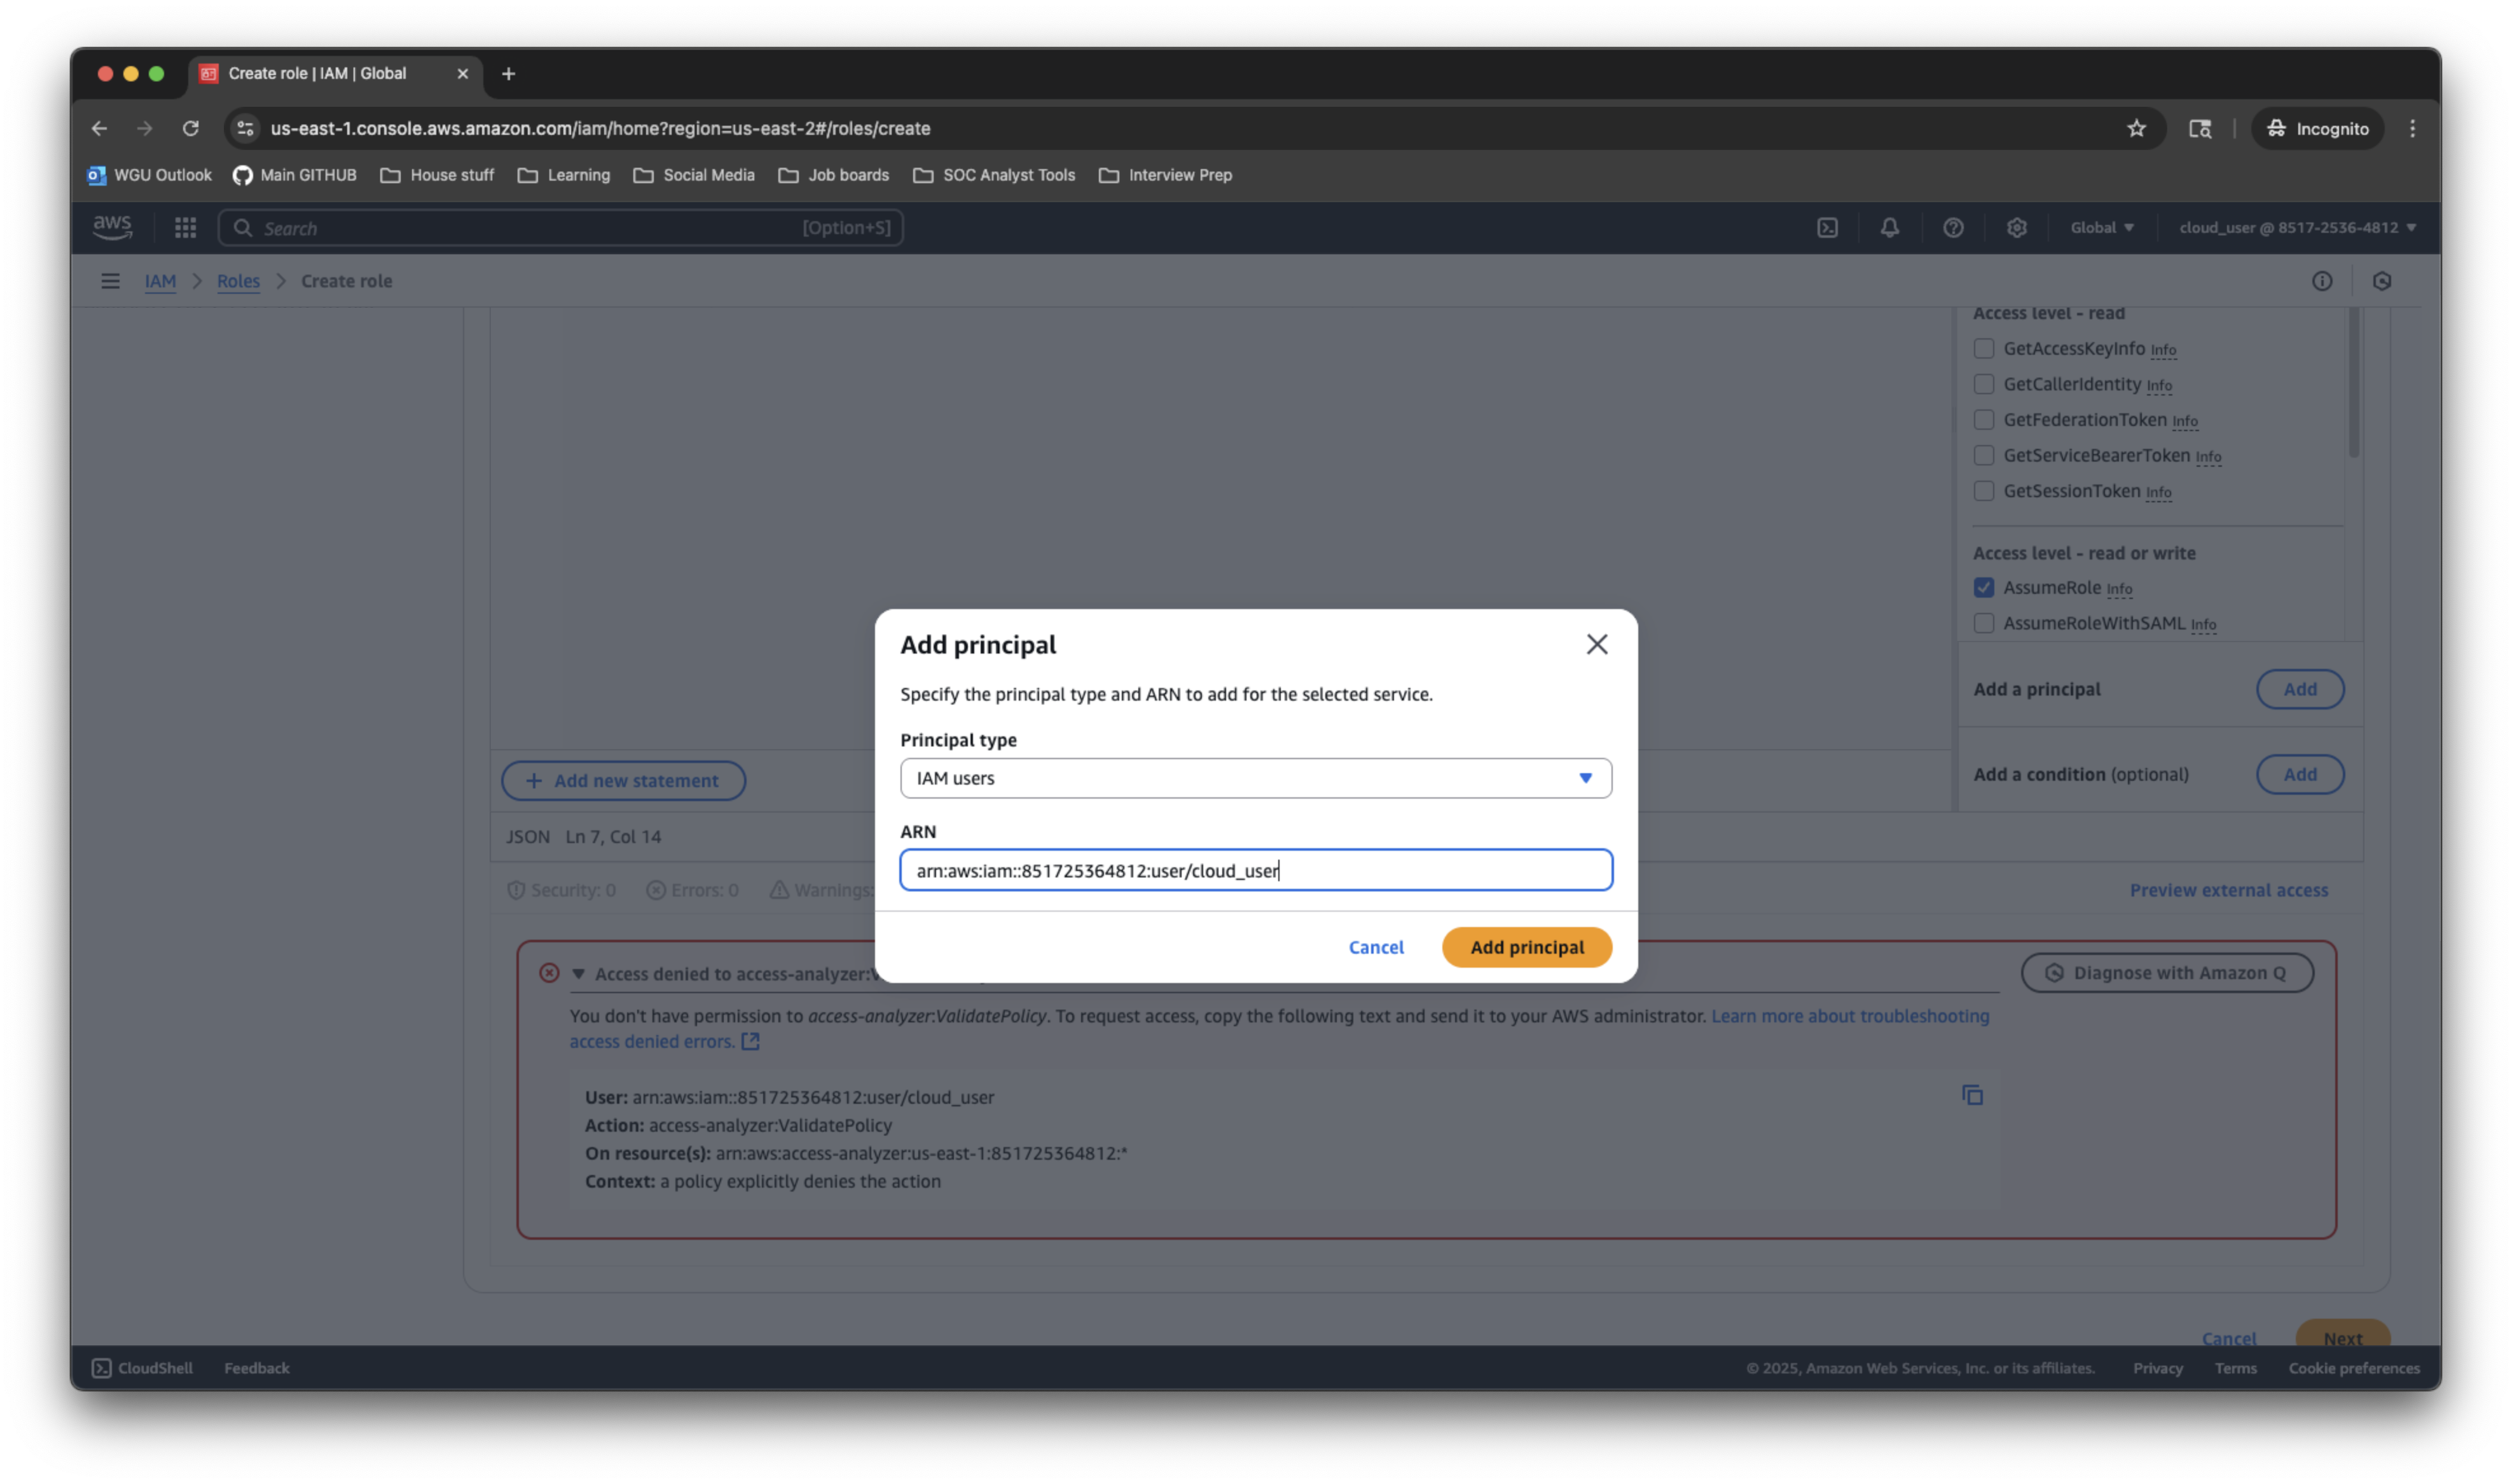 Create role | IAM | Global
us-east-1.console.aws.amazon.com/iam/home?region=us-east-2#/roles/create
Incognito
WGU Outlook Main GITHUB House stuff Learning Social Media Job boards SOC Analyst Tools Interview Prep
aws Search [Option+S] Global cloud_user @ 8517-2536-4812
IAM Roles Create role
Access level - read
GetAccessKeyInfo Info
GetCallerIdentity Info
GetFederationToken Info
GetServiceBearerToken Info
GetSessionToken Info
Access level - read or write
AssumeRole Info
AssumeRoleWithSAML Info
Add a principal Add
Add a condition (optional) Add
Add principal
Specify the principal type and ARN to add for the selected service.
Principal type
IAM users
ARN
arn:aws:iam::851725364812:user/cloud_user
Cancel Add principal
+ Add new statement
JSON Ln 7, Col 14
Security: 0 Errors: 0 Warnings:
Preview external access
Access denied to access-analyzer:
Diagnose with Amazon Q
You don't have permission to access-analyzer:ValidatePolicy. To request access, copy the following text and send it to your AWS administrator. Learn more about troubleshooting
access denied errors.
User: arn:aws:iam::851725364812:user/cloud_user
Action: access-analyzer:ValidatePolicy
On resource(s): arn:aws:access-analyzer:us-east-1:851725364812:*
Context: a policy explicitly denies the action
Cancel Next
CloudShell Feedback © 2025, Amazon Web Services, Inc. or its affiliates. Privacy Terms Cookie preferences